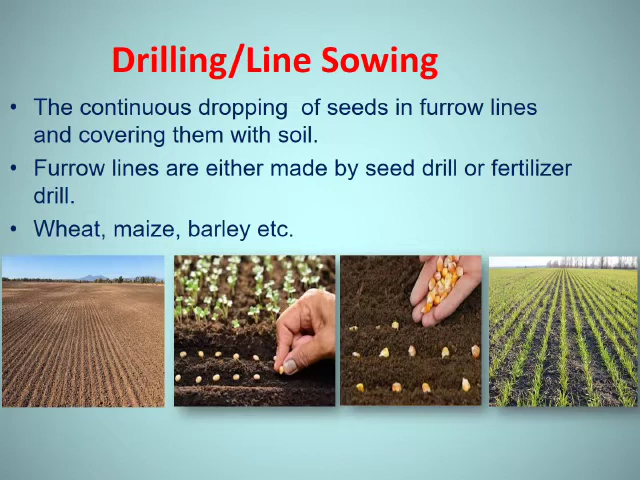 Drilling/Line Sowing
• The continuous dropping of seeds in furrow lines
and covering them with soil.
• Furrow lines are either made by seed drill or fertilizer
drill.
• Wheat, maize, barley etc.